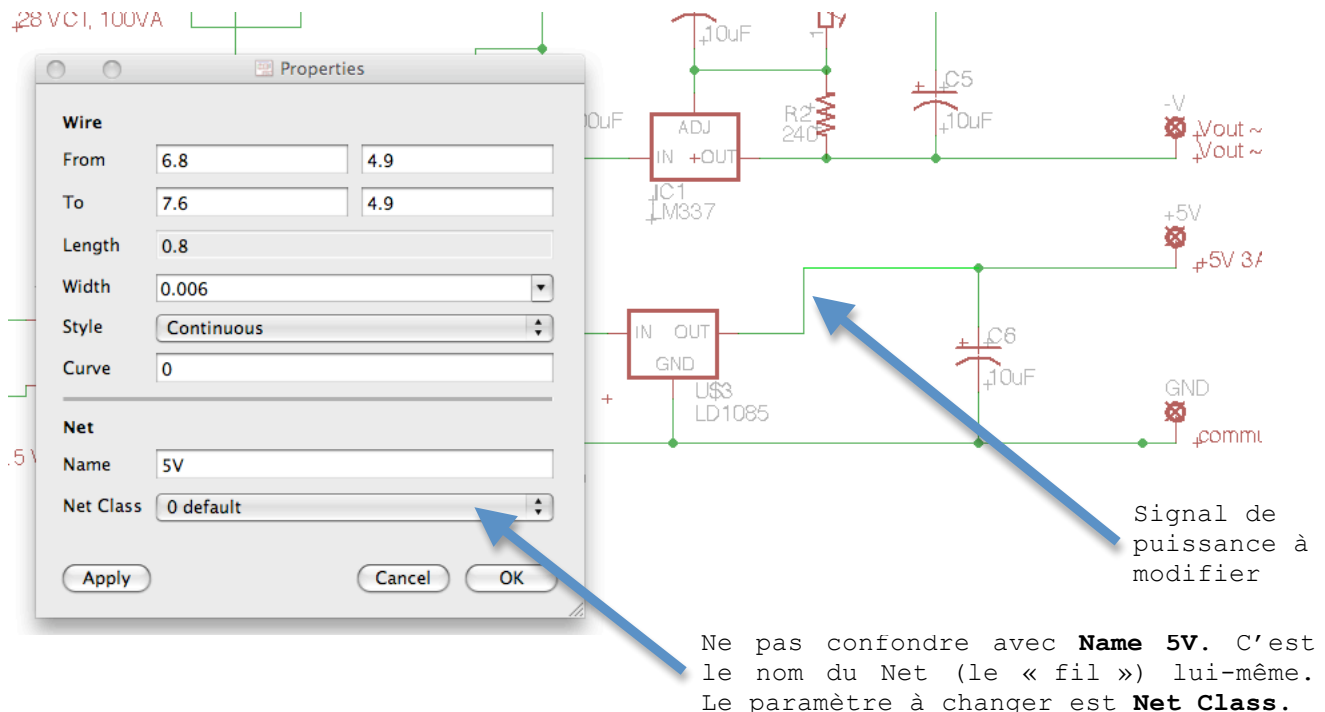 28 VCT, 100VA
10uF
Properties
Wire
From 6.8 4.9
To 7.6 4.9
Length 0.8
Width 0.006
Style Continuous
Curve 0
Net
Name 5V
Net Class 0 default
Apply Cancel OK
ADJ
IN +OUT
IC1
LM337
R2
240
C5
10uF
-V
Vout ~
Vout ~
+5V
+5V 3A
IN OUT
GND
U$3
LD1085
C6
10uF
GND
Signal de
puissance à
modifier
Ne pas confondre avec Name 5V. C’est
le nom du Net (le « fil ») lui-même.
Le paramètre à changer est Net Class.